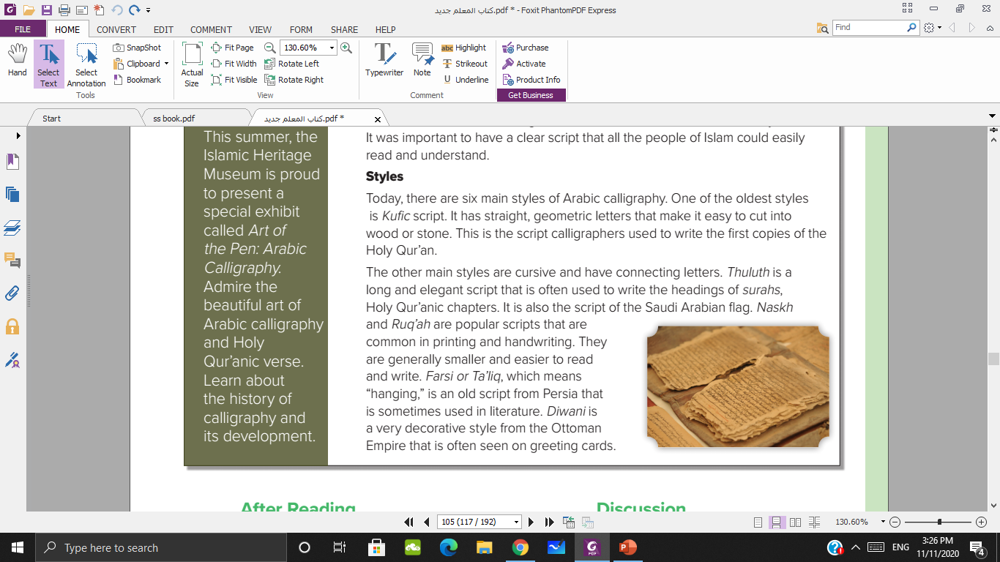 كتاب المعلم جديد.pdf * - Foxit PhantomPDF Express
FILE HOME CONVERT EDIT COMMENT VIEW FORM SHARE HELP
Find
Hand
Select Text
Select Annotation
SnapShot
Clipboard
Bookmark
Tools
Actual Size
Fit Page
Fit Width
Fit Visible
130.60%
Rotate Left
Rotate Right
View
Typewriter
Note
abc Highlight
Strikeout
Underline
Comment
Purchase
Activate
Product Info
Get Business
Start
ss book.pdf
كتاب المعلم جديد.pdf *
This summer, the
Islamic Heritage
Museum is proud
to present a
special exhibit
called Art of
the Pen: Arabic
Calligraphy.
Admire the
beautiful art of
Arabic calligraphy
and Holy
Qur’anic verse.
Learn about
the history of
calligraphy and
its development.
It was important to have a clear script that all the people of Islam could easily
read and understand.
Styles
Today, there are six main styles of Arabic calligraphy. One of the oldest styles
is Kufic script. It has straight, geometric letters that make it easy to cut into
wood or stone. This is the script calligraphers used to write the first copies of the
Holy Qur’an.
The other main styles are cursive and have connecting letters. Thuluth is a
long and elegant script that is often used to write the headings of surahs,
Holy Qur’anic chapters. It is also the script of the Saudi Arabian flag. Naskh
and Ruq’ah are popular scripts that are
common in printing and handwriting. They
are generally smaller and easier to read
and write. Farsi or Ta’liq, which means
“hanging,” is an old script from Persia that
is sometimes used in literature. Diwani is
a very decorative style from the Ottoman
Empire that is often seen on greeting cards.
After Reading
Discussion
105 (117 / 192)
130.60%
Type here to search
PDF
ENG
3:26 PM
11/11/2020
4